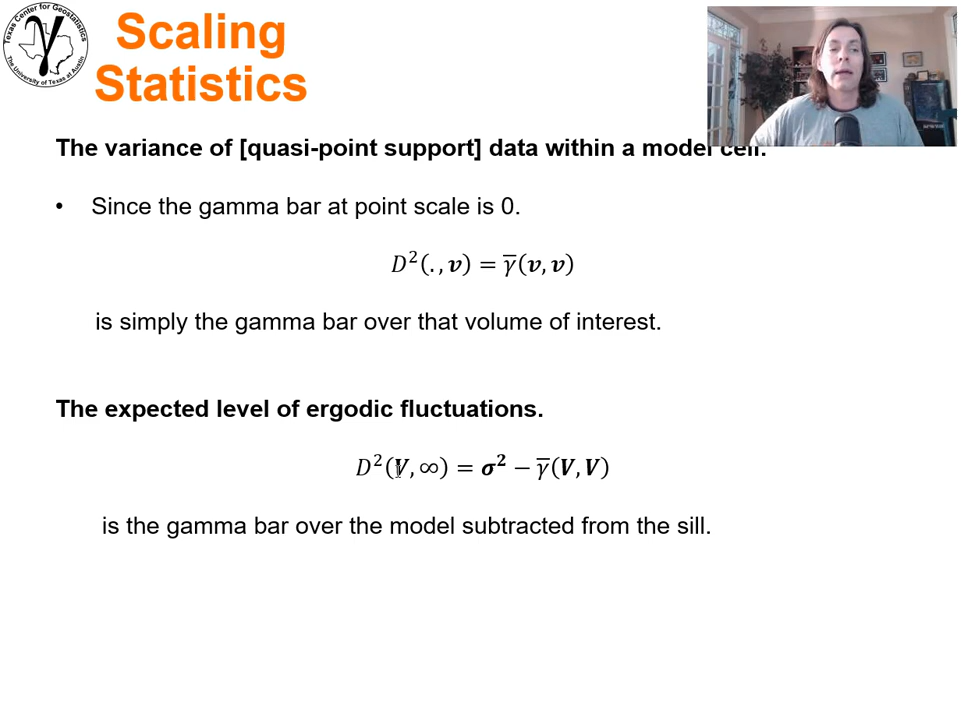 Texas Center for Geostatistics
The University of Texas at Austin
Scaling
Statistics
The variance of [quasi-point support] data within a model cell.
• Since the gamma bar at point scale is 0.
D²(. , v) = γ̅(v, v)
is simply the gamma bar over that volume of interest.
The expected level of ergodic fluctuations.
D²(V, ∞) = σ² − γ̅(V, V)
is the gamma bar over the model subtracted from the sill.